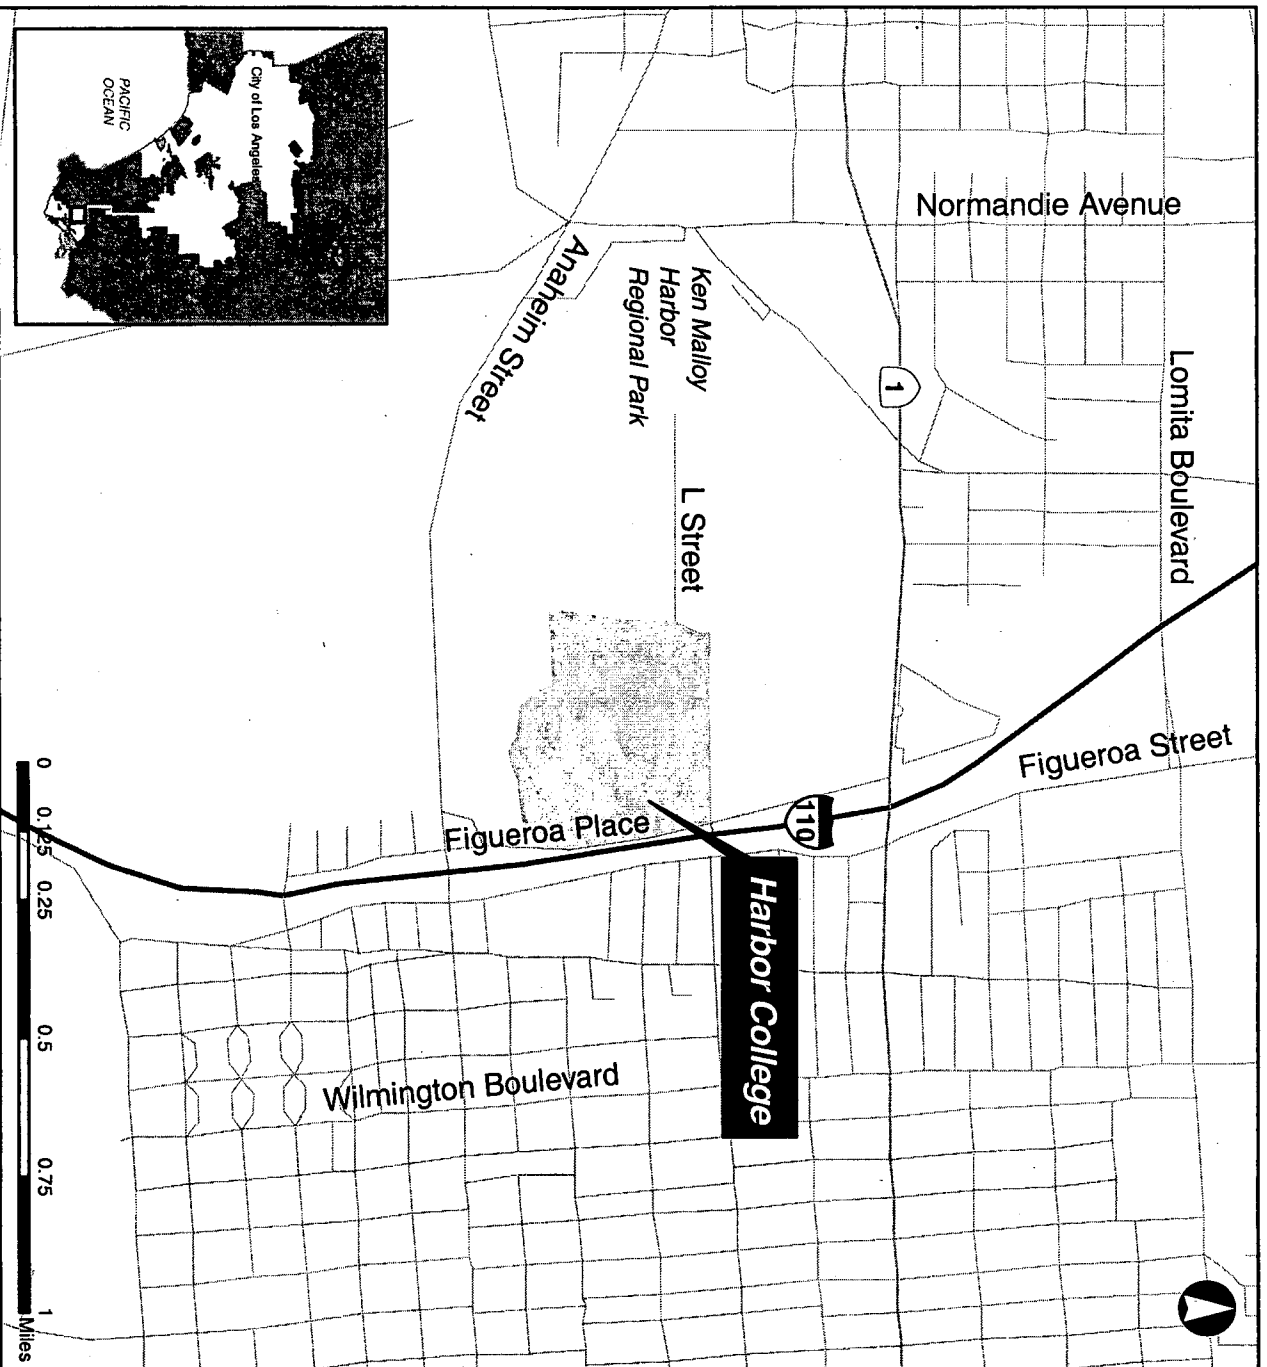 Lomita Boulevard
Normandie Avenue
Figueroa Street
1
110
Ken Malloy
Harbor
Regional Park
L Street
Harbor College
Anaheim Street
Figueroa Place
Wilmington Boulevard
City of Los Angeles
PACIFIC
OCEAN
0 0.125 0.25 0.5 0.75 1 Miles